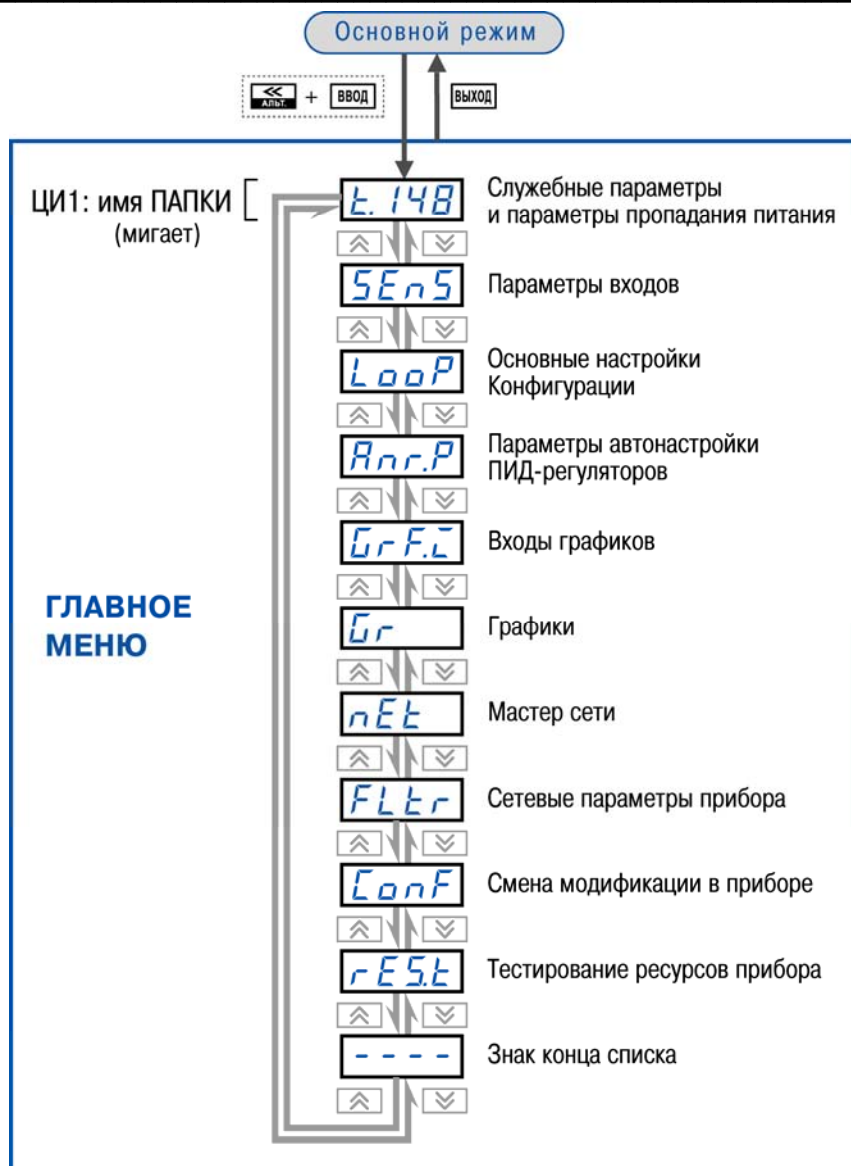 Основной режим
АЛЬТ. + ВВОД ВЫХОД
ЦИ1: имя ПАПКИ
(мигает)
t.148
Служебные параметры
и параметры пропадания питания
SEnS
Параметры входов
LooP
Основные настройки
Конфигурации
Anr.P
Параметры автонастройки
ПИД-регуляторов
GrF.i
Входы графиков
ГЛАВНОЕ
МЕНЮ
Gr
Графики
nEt
Мастер сети
FLtr
Сетевые параметры прибора
ConF
Смена модификации в приборе
rES.t
Тестирование ресурсов прибора
- - - -
Знак конца списка